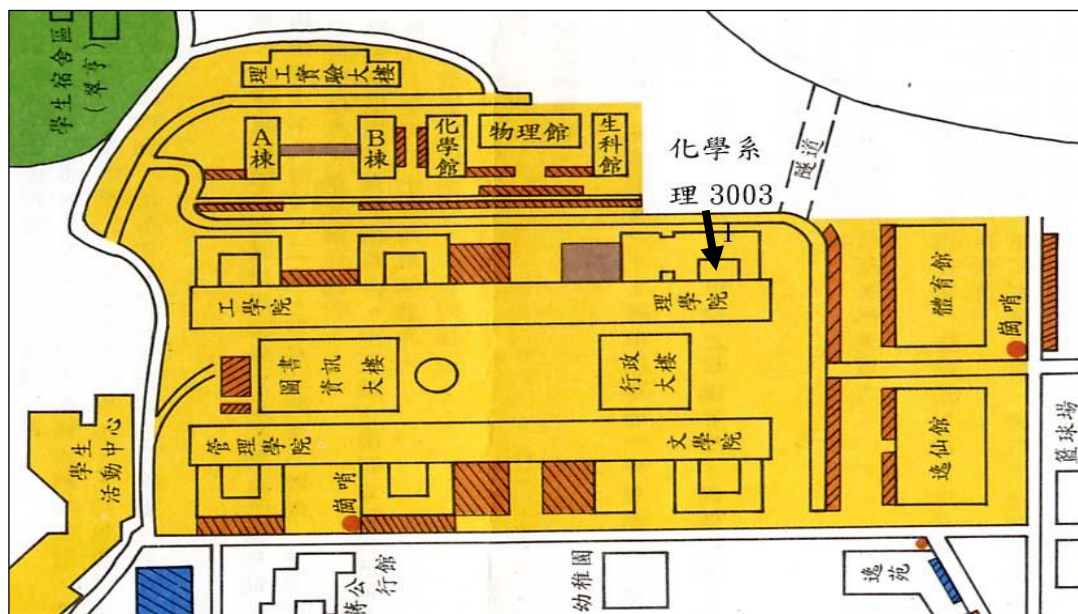 學生宿舍區
(翠亨)
理工實驗大樓
A棟
B棟
化學館
物理館
生科館
化學系
理 3003
1
隧道
工學院
理學院
體育館
崗哨
圖書資訊大樓
行政大樓
管理學院
文學院
逸仙館
籃球場
學生活動中心
崗哨
蔣公行館
幼稚園
逸苑